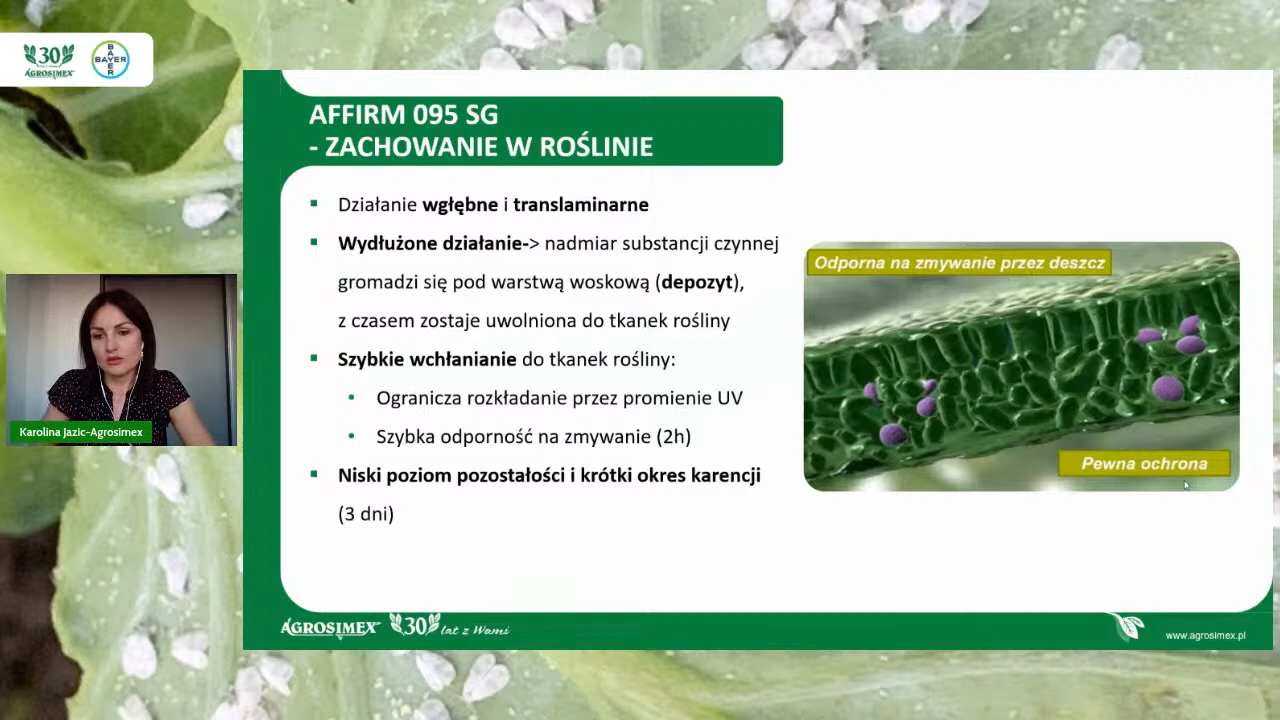 30
AGROSIMEX
BAYER
BAYER
AFFIRM 095 SG
- ZACHOWANIE W ROŚLINIE
▪ Działanie wgłębne i translaminarne
▪ Wydłużone działanie-> nadmiar substancji czynnej
gromadzi się pod warstwą woskową (depozyt),
z czasem zostaje uwolniona do tkanek rośliny
▪ Szybkie wchłanianie do tkanek rośliny:
• Ogranicza rozkładanie przez promienie UV
• Szybka odporność na zmywanie (2h)
▪ Niski poziom pozostałości i krótki okres karencji
(3 dni)
Odporna na zmywanie przez deszcz
Pewna ochrona
Karolina Jazic-Agrosimex
AGROSIMEX 30 lat z Wami
www.agrosimex.pl